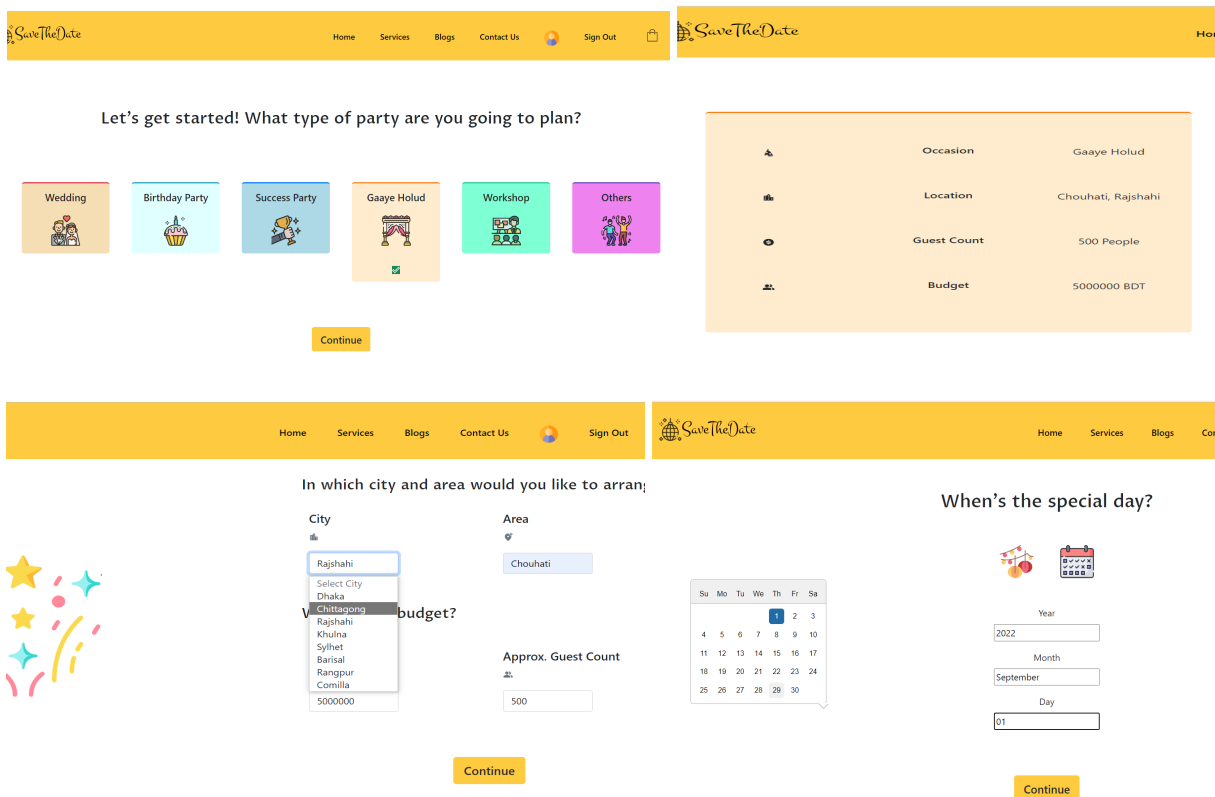 SaveTheDate
Home Services Blogs Contact Us Sign Out
Let's get started! What type of party are you going to plan?
Wedding Birthday Party Success Party Gaaye Holud Workshop Others
Continue
SaveTheDate
Occasion Gaaye Holud
Location Chouhati, Rajshahi
Guest Count 500 People
Budget 5000000 BDT
Home Services Blogs Contact Us Sign Out
In which city and area would you like to
City Area
Rajshahi Chouhati
Select City
Dhaka
Chittagong
Rajshahi
Khulna
Sylhet
Barisal
Rangpur
Comilla
budget?
Approx. Guest Count
5000000 500
Continue
SaveTheDate
Home Services Blogs
When's the special day?
Su Mo Tu We Th Fr Sa
1 2 3
4 5 6 7 8 9 10
11 12 13 14 15 16 17
18 19 20 21 22 23 24
25 26 27 28 29 30
Year
2022
Month
September
Day
01
Continue